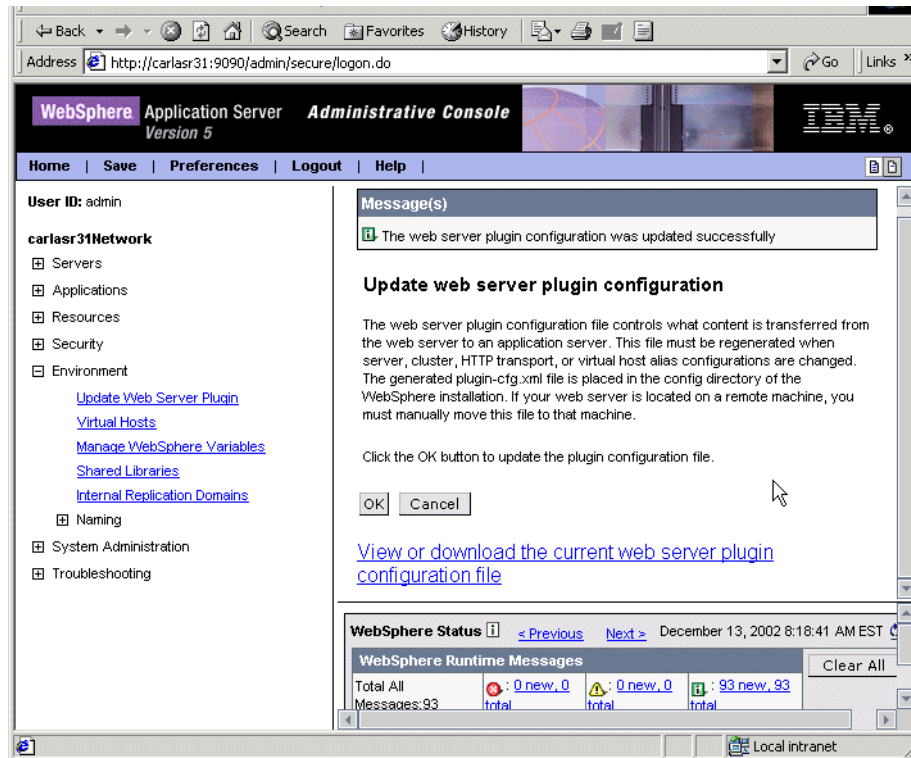 Back Search Favorites History
Address http://carlasr31:9090/admin/secure/logon.do Go Links »
WebSphere Application Server Administrative Console
Version 5
IBM®
Home | Save | Preferences | Logout | Help |
User ID: admin
carlasr31Network
Servers
Applications
Resources
Security
Environment
Update Web Server Plugin
Virtual Hosts
Manage WebSphere Variables
Shared Libraries
Internal Replication Domains
Naming
System Administration
Troubleshooting
Message(s)
The web server plugin configuration was updated successfully
Update web server plugin configuration
The web server plugin configuration file controls what content is transferred from
the web server to an application server. This file must be regenerated when
server, cluster, HTTP transport, or virtual host alias configurations are changed.
The generated plugin-cfg.xml file is placed in the config directory of the
WebSphere installation. If your web server is located on a remote machine, you
must manually move this file to that machine.
Click the OK button to update the plugin configuration file.
OK Cancel
View or download the current web server plugin
configuration file
WebSphere Status i < Previous Next > December 13, 2002 8:18:41 AM EST
WebSphere Runtime Messages
Clear All
Total All : 0 new, 0 : 0 new, 0 : 93 new, 93
Messages:93 total total total
Local intranet